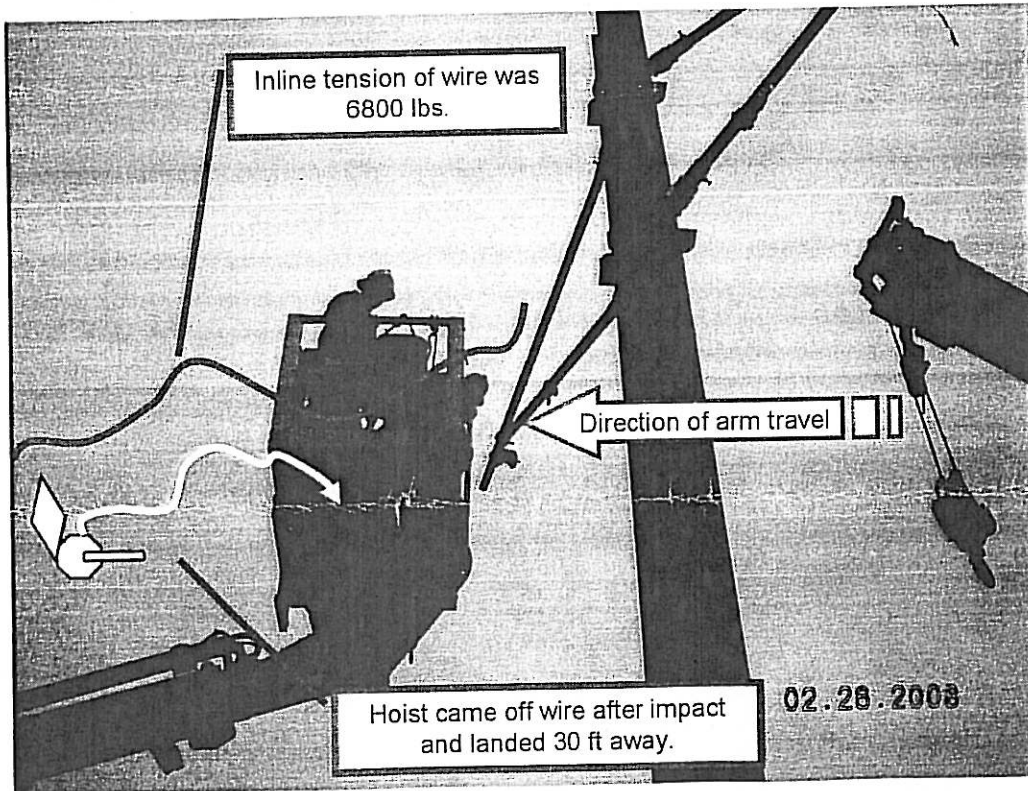 Inline tension of wire was
6800 lbs.
Direction of arm travel
02.28.2008
Hoist came off wire after impact
and landed 30 ft away.